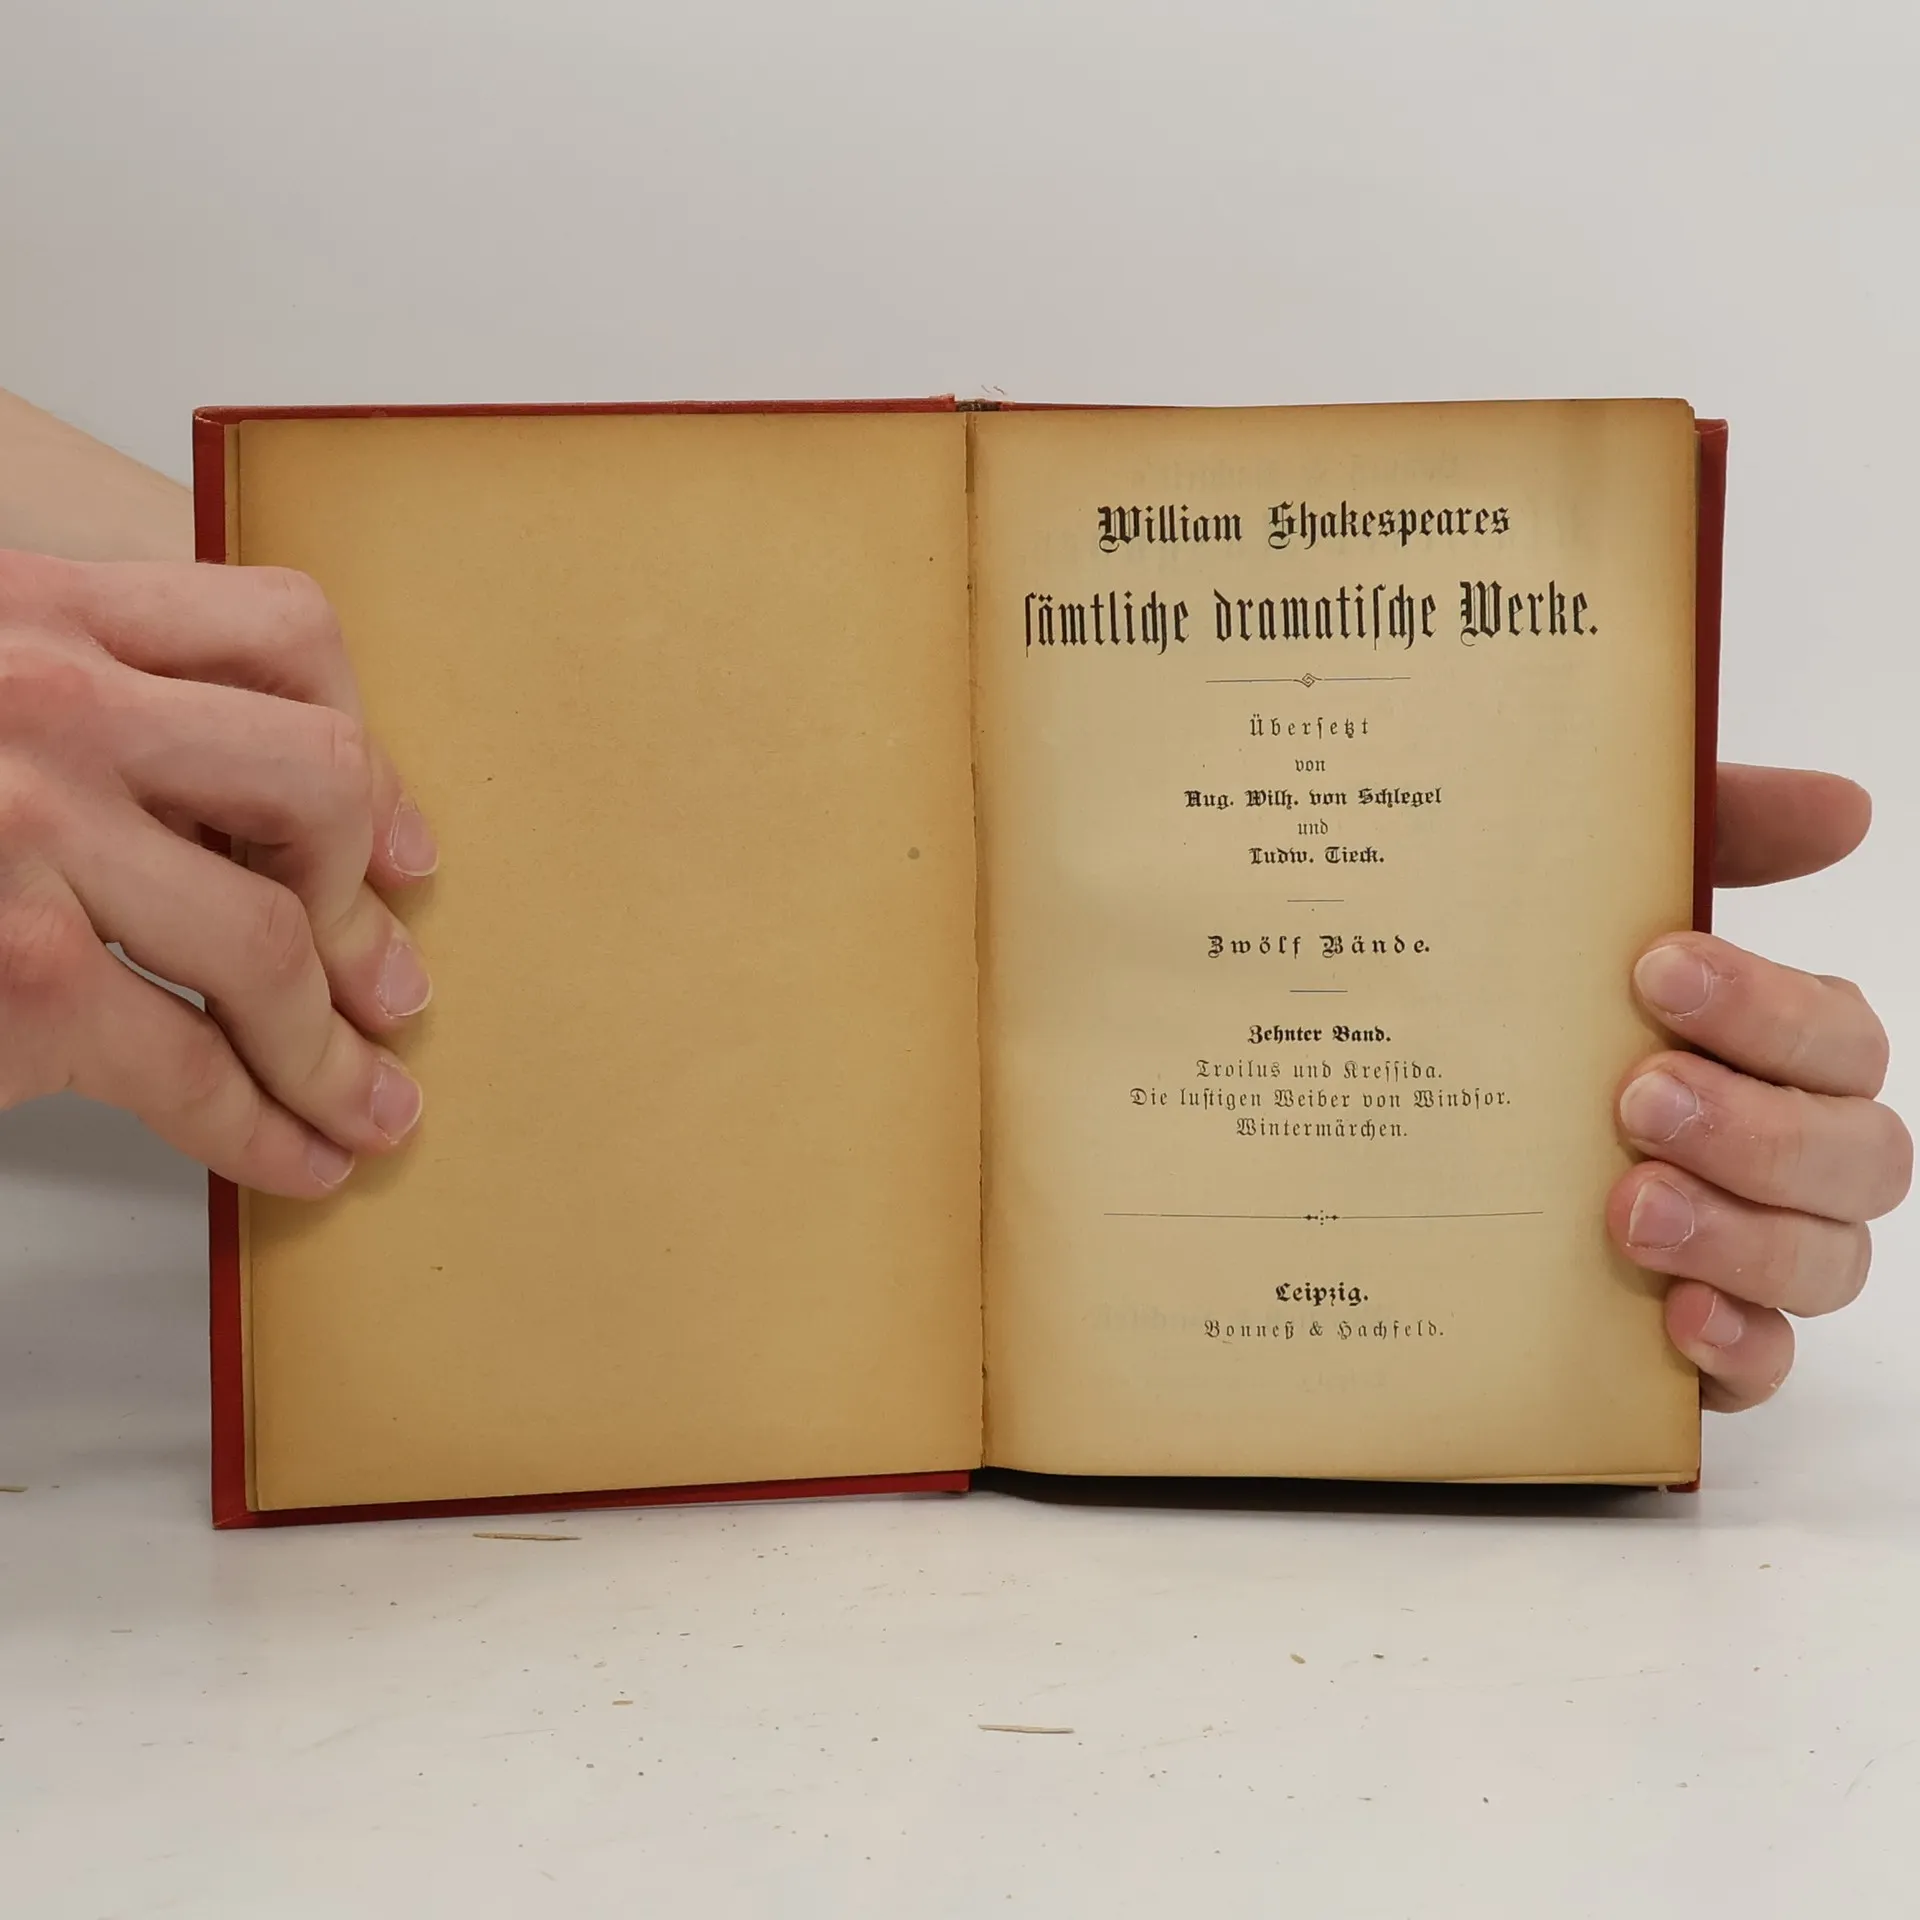 William Shakespeares
sämtliche dramatische Werke.
Übersetzt
von
Aug. Wilh. von Schlegel
und
Ludw. Tieck.
Zwölf Bände.
Zehnter Band.
Troilus und Kressida.
Die lustigen Weiber von Windsor.
Wintermärchen.
Leipzig.
Bonneß & Hachfeld.